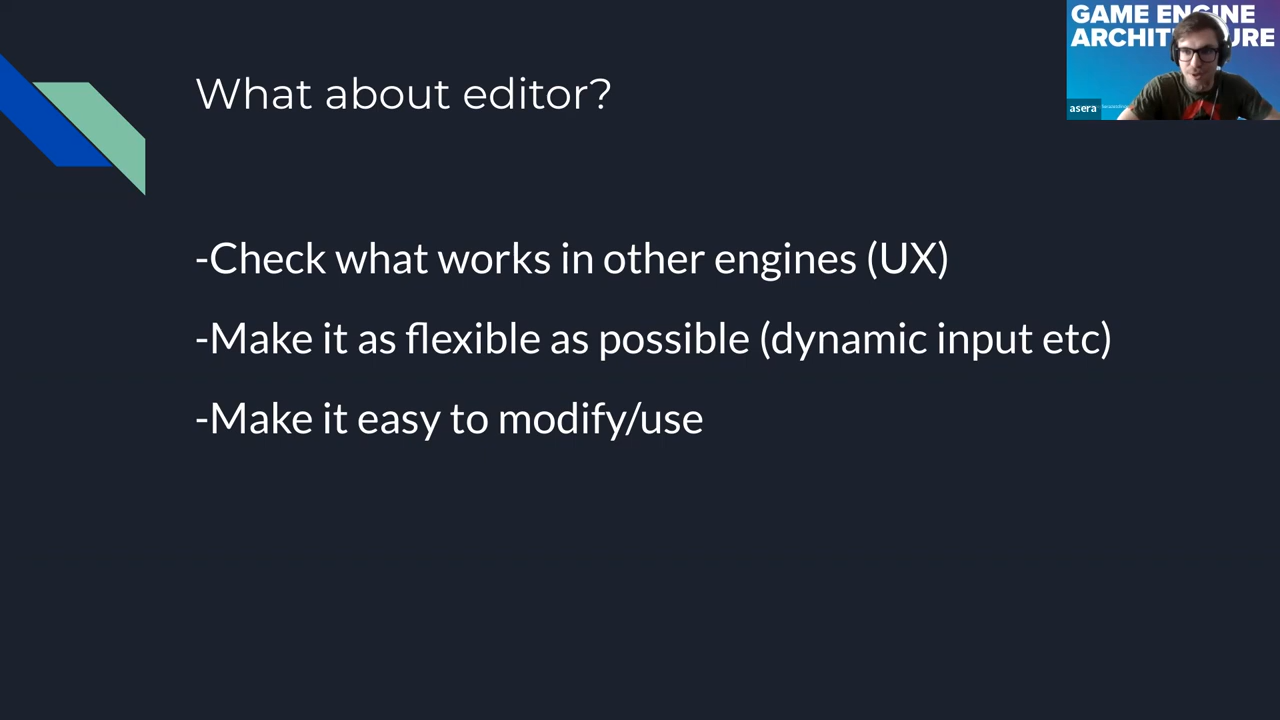 GAME ENGINE
ARCHITECTURE
asera
What about editor?
-Check what works in other engines (UX)
-Make it as flexible as possible (dynamic input etc)
-Make it easy to modify/use